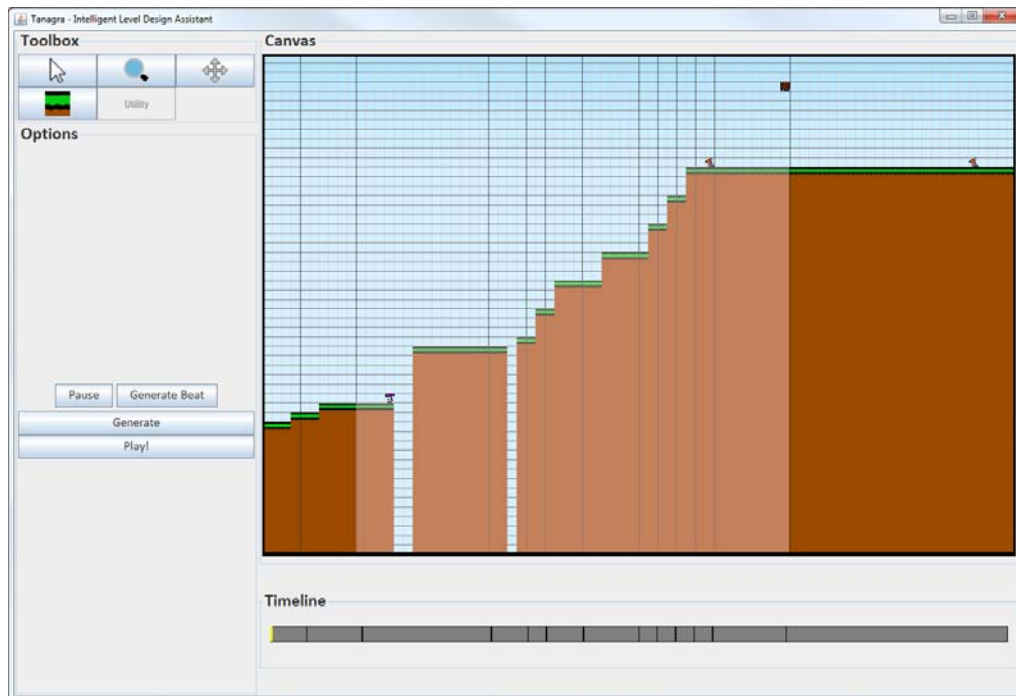 Tanagra - Intelligent Level Design Assistant
Toolbox
Canvas
Utility
Options
Pause
Generate Beat
Generate
Play!
Timeline